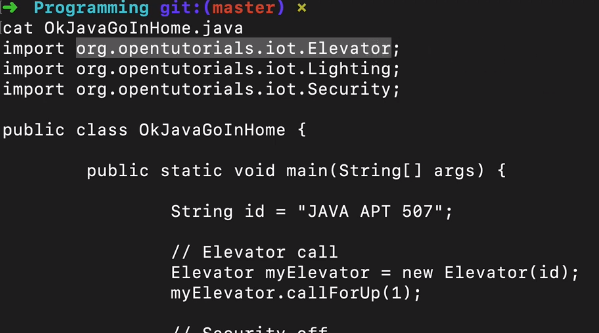 ➜ Programming git:(master) ×
cat OkJavaGoInHome.java
import org.opentutorials.iot.Elevator;
import org.opentutorials.iot.Lighting;
import org.opentutorials.iot.Security;
public class OkJavaGoInHome {
public static void main(String[] args) {
String id = "JAVA APT 507";
// Elevator call
Elevator myElevator = new Elevator(id);
myElevator.callForUp(1);
// Security off